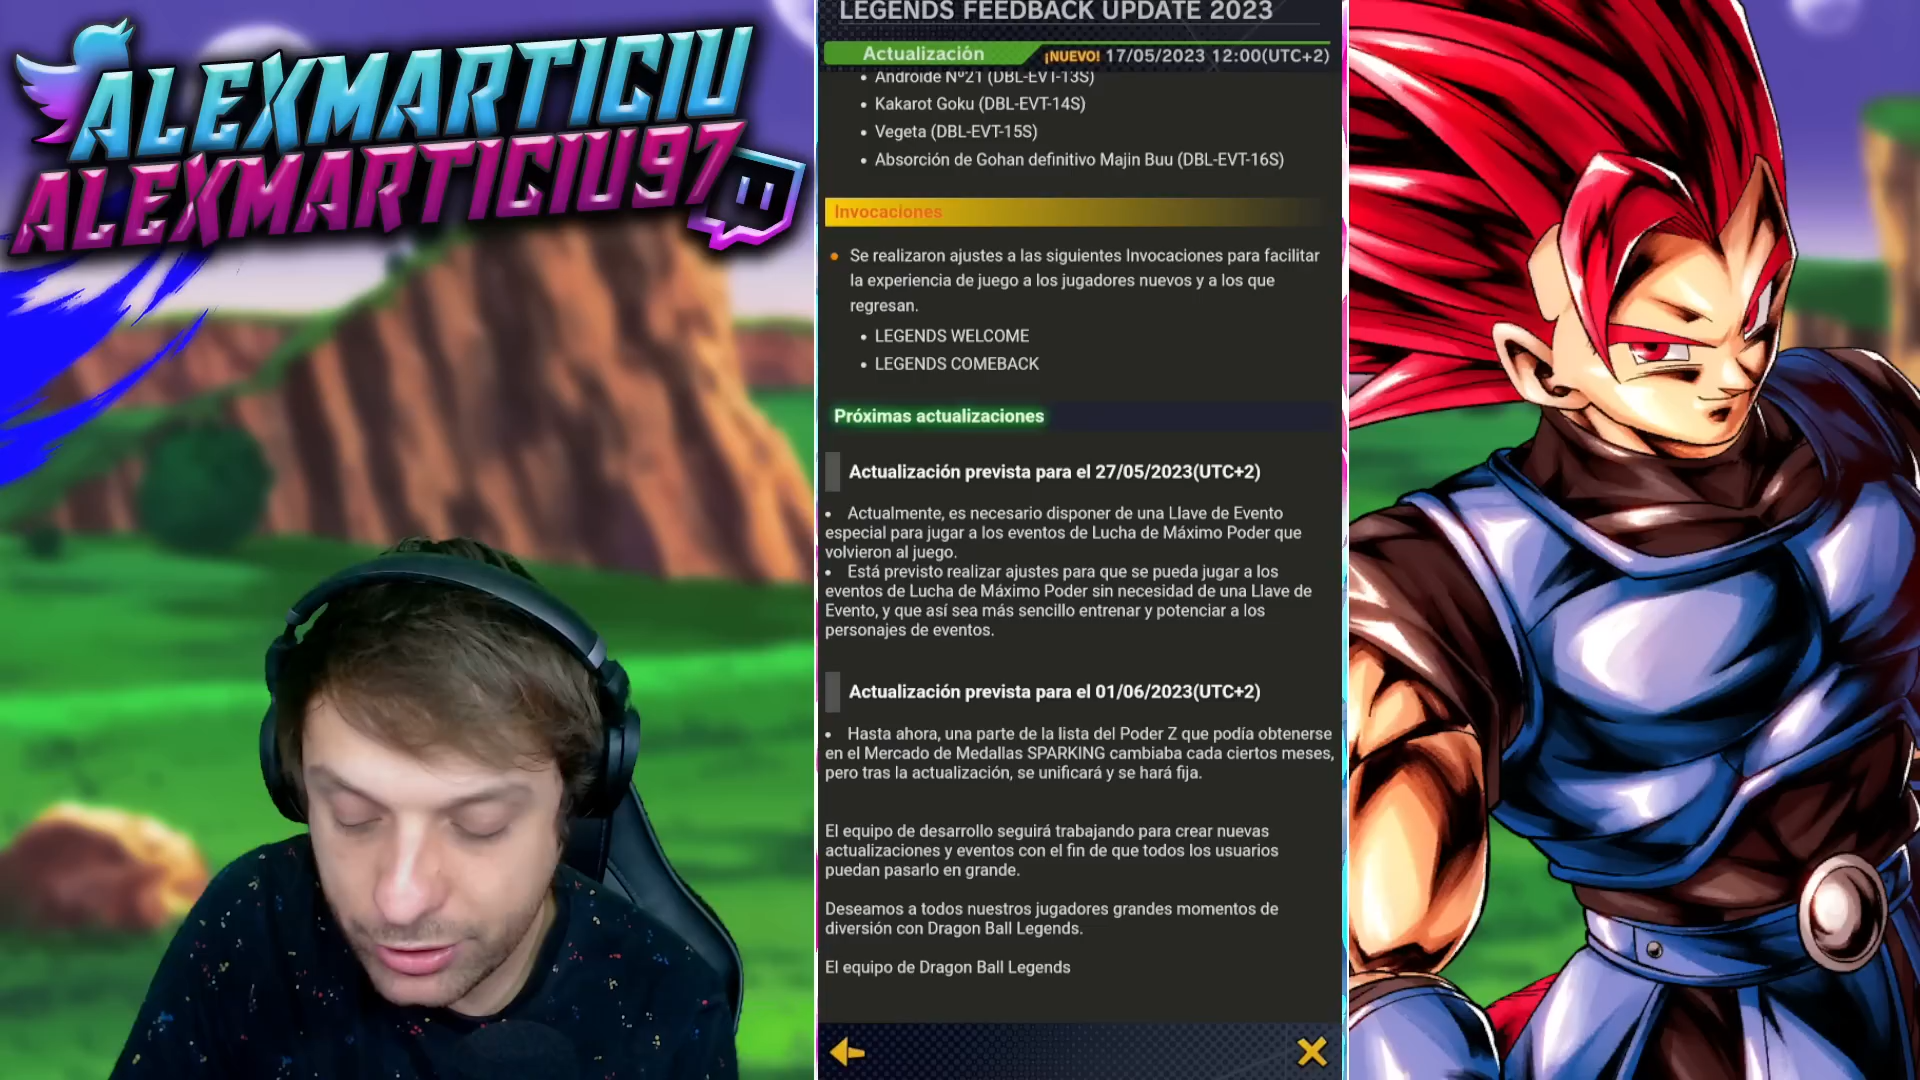 ALEXMARTICIU
ALEXMARTICIU97
LEGENDS FEEDBACK UPDATE 2023
Actualización ¡NUEVO! 17/05/2023 12:00(UTC+2)
• Androide Nº21 (DBL-EVT-13S)
• Kakarot Goku (DBL-EVT-14S)
• Vegeta (DBL-EVT-15S)
• Absorción de Gohan definitivo Majin Buu (DBL-EVT-16S)
Invocaciones
• Se realizaron ajustes a las siguientes Invocaciones para facilitar
la experiencia de juego a los jugadores nuevos y a los que
regresan.
• LEGENDS WELCOME
• LEGENDS COMEBACK
Próximas actualizaciones
Actualización prevista para el 27/05/2023(UTC+2)
• Actualmente, es necesario disponer de una Llave de Evento
especial para jugar a los eventos de Lucha de Máximo Poder que
volvieron al juego.
• Está previsto realizar ajustes para que se pueda jugar a los
eventos de Lucha de Máximo Poder sin necesidad de una Llave de
Evento, y que así sea más sencillo entrenar y potenciar a los
personajes de eventos.
Actualización prevista para el 01/06/2023(UTC+2)
• Hasta ahora, una parte de la lista del Poder Z que podía obtenerse
en el Mercado de Medallas SPARKING cambiaba cada ciertos meses,
pero tras la actualización, se unificará y se hará fija.
El equipo de desarrollo seguirá trabajando para crear nuevas
actualizaciones y eventos con el fin de que todos los usuarios
puedan pasarlo en grande.
Deseamos a todos nuestros jugadores grandes momentos de
diversión con Dragon Ball Legends.
El equipo de Dragon Ball Legends